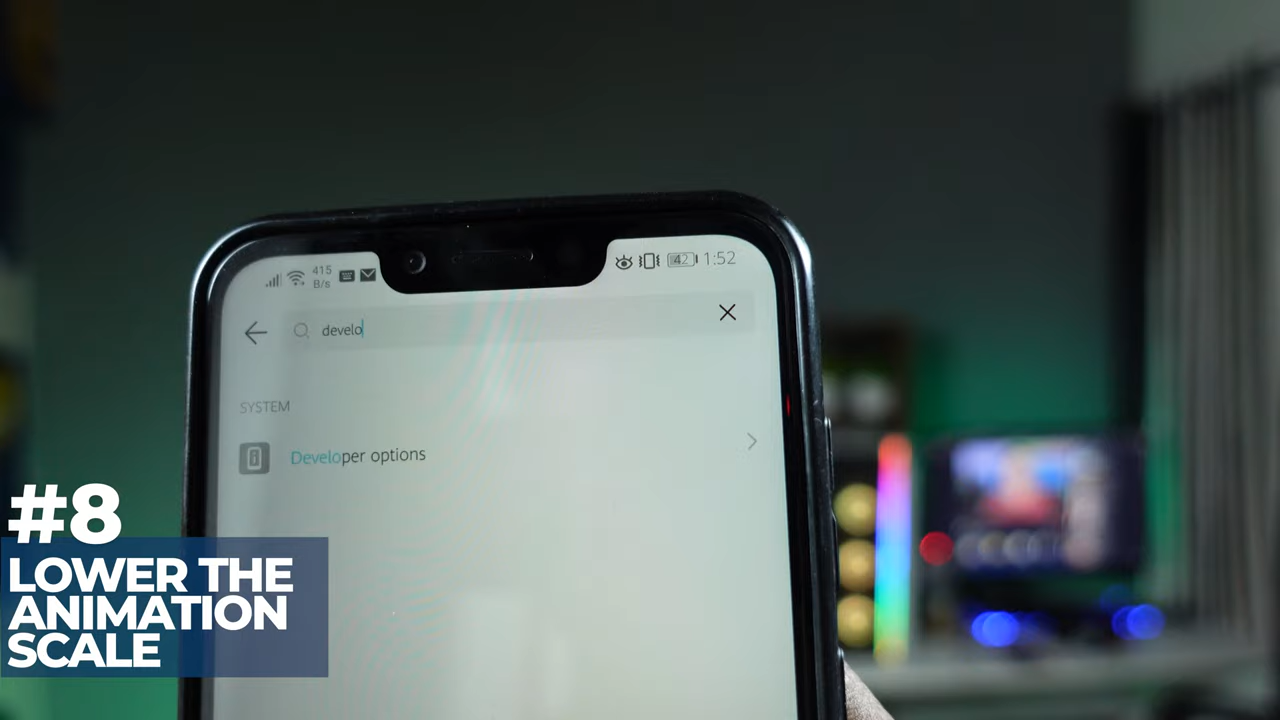 415
B/s
42
1:52
develo
SYSTEM
Developer options
#8
LOWER THE
ANIMATION
SCALE